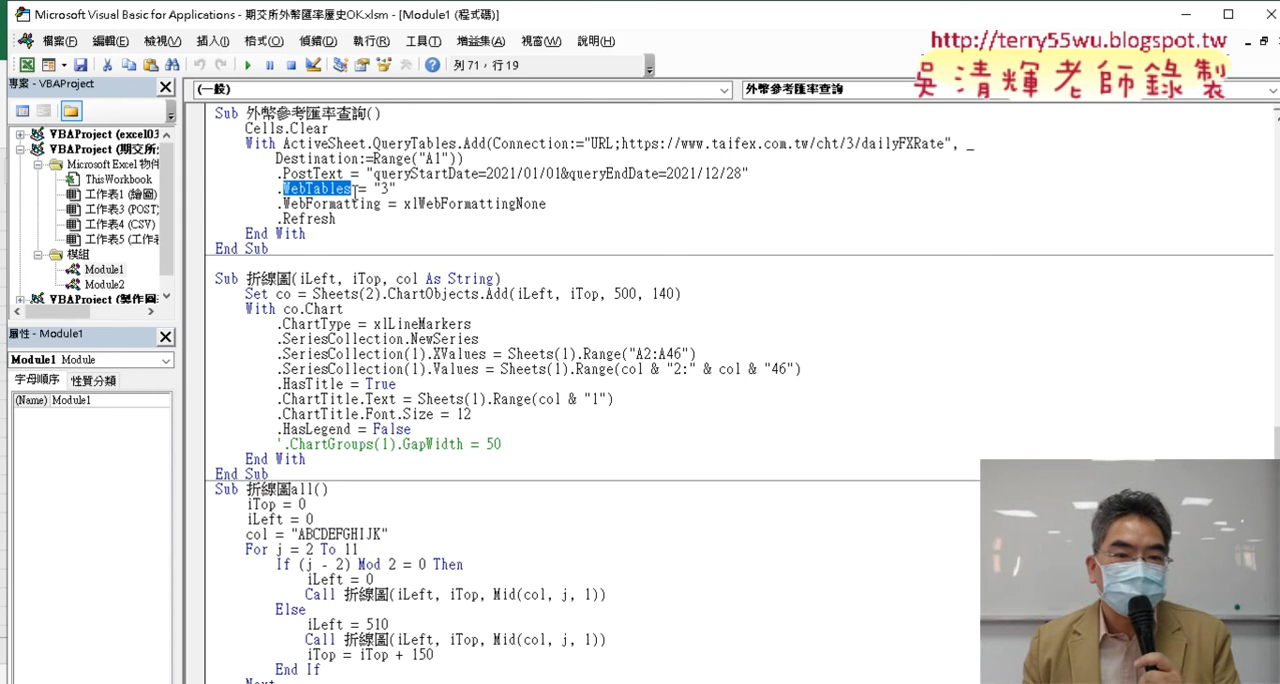 Microsoft Visual Basic for Applications - 期交所外幣匯率歷史OK.xlsm - [Module1 (程式碼)]
http://terry55wu.blogspot.tw
吳清輝老師錄製
檔案(F) 編輯(E) 檢視(V) 插入(I) 格式(O) 偵錯(D) 執行(R) 工具(T) 增益集(A) 視窗(W) 說明(H)
列 71，行 19
專案 - VBAProject
(一般)
外幣參考匯率查詢
VBAProject (excel03
VBAProject (期交所:
Microsoft Excel 物件
ThisWorkbook
工作表1 (繪圖)
工作表3 (POST)
工作表4 (CSV)
工作表5 (工作表
模組
Module1
Module2
VBAProject (製作圖:
屬性 - Module1
Module1 Module
字母順序 性質分類
(Name) Module1
Sub 外幣參考匯率查詢()
Cells.Clear
With ActiveSheet.QueryTables.Add(Connection:="URL;https://www.taifex.com.tw/cht/3/dailyFXRate", _
Destination:=Range("A1"))
.PostText = "queryStartDate=2021/01/01&queryEndDate=2021/12/28"
.WebTables = "3"
.WebFormatting = xlWebFormattingNone
.Refresh
End With
End Sub
Sub 折線圖(iLeft, iTop, col As String)
Set co = Sheets(2).ChartObjects.Add(iLeft, iTop, 500, 140)
With co.Chart
.ChartType = xlLineMarkers
.SeriesCollection.NewSeries
.SeriesCollection(1).XValues = Sheets(1).Range("A2:A46")
.SeriesCollection(1).Values = Sheets(1).Range(col & "2:" & col & "46")
.HasTitle = True
.ChartTitle.Text = Sheets(1).Range(col & "1")
.ChartTitle.Font.Size = 12
.HasLegend = False
'.ChartGroups(1).GapWidth = 50
End With
End Sub
Sub 折線圖all()
iTop = 0
iLeft = 0
col = "ABCDEFGHIJK"
For j = 2 To 11
If (j - 2) Mod 2 = 0 Then
iLeft = 0
Call 折線圖(iLeft, iTop, Mid(col, j, 1))
Else
iLeft = 510
Call 折線圖(iLeft, iTop, Mid(col, j, 1))
iTop = iTop + 150
End If
Next